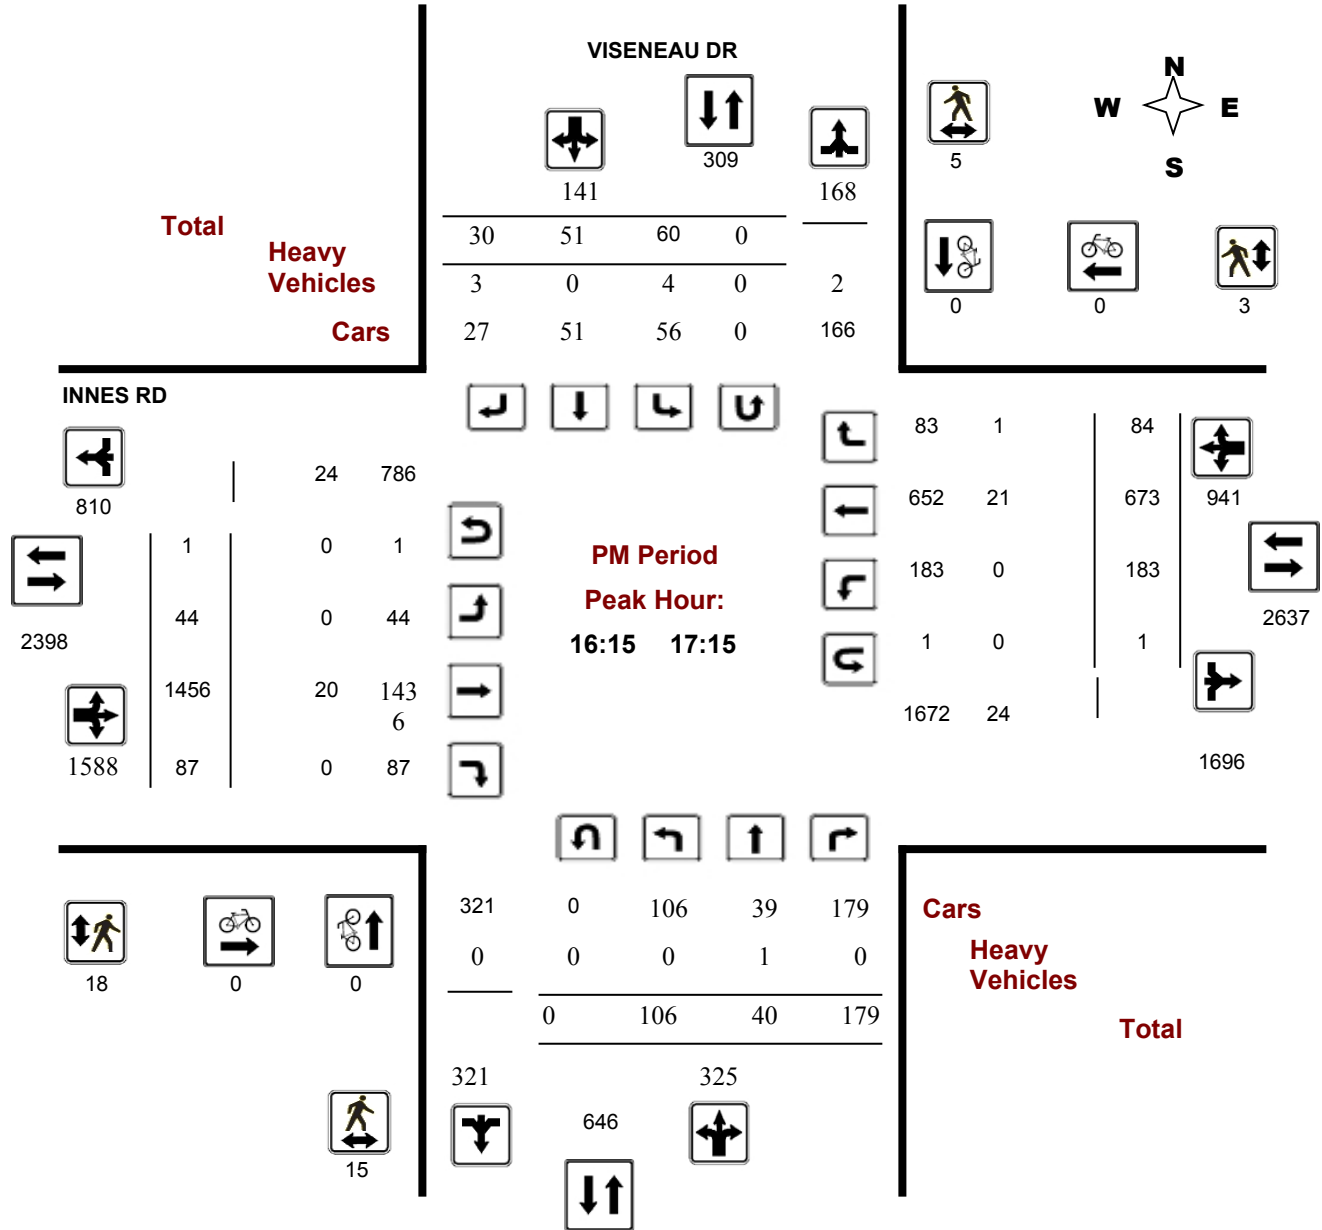 VISENEAU DR
N
W E
S
309
5
141 168
Total
30 51 60 0
Heavy
Vehicles
3 0 4 0 2
Cars
27 51 56 0 166
0 0 3
INNES RD
83 1 84
24 786
810
652 21 673 941
1 0 1
PM Period
183 0 183
Peak Hour:
44 0 44
2637
2398
16:15 17:15
1 0 1
1456 20 143
6
1672 24
1588 87 0 87
1696
321 0 106 39 179
Cars
0 0 0 1 0
Heavy
Vehicles
18 0 0
0 106 40 179
Total
321 325
646
15